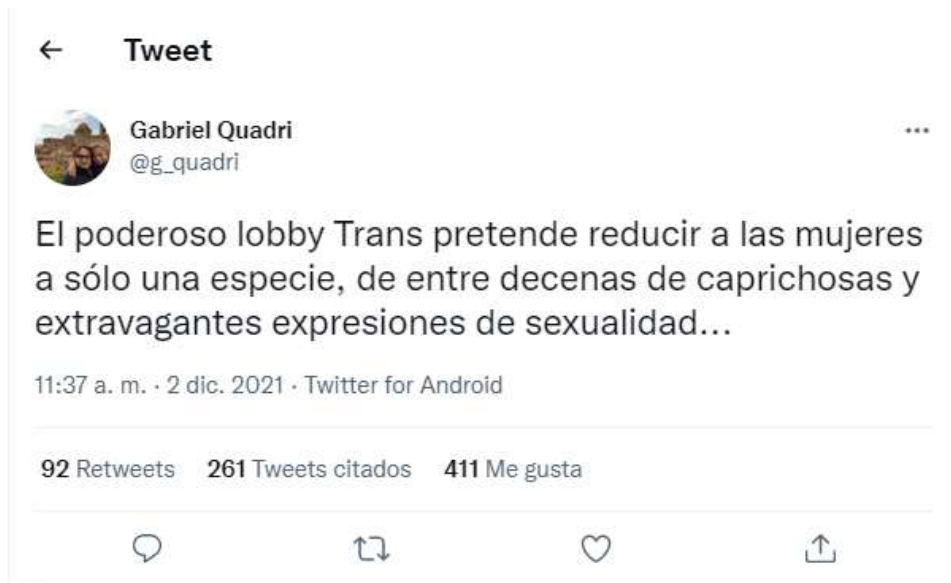 Tweet
Gabriel Quadri
@g_quadri
El poderoso lobby Trans pretende reducir a las mujeres
a sólo una especie, de entre decenas de caprichosas y
extravagantes expresiones de sexualidad...
11:37 a. m. · 2 dic. 2021 · Twitter for Android
92 Retweets 261 Tweets citados 411 Me gusta